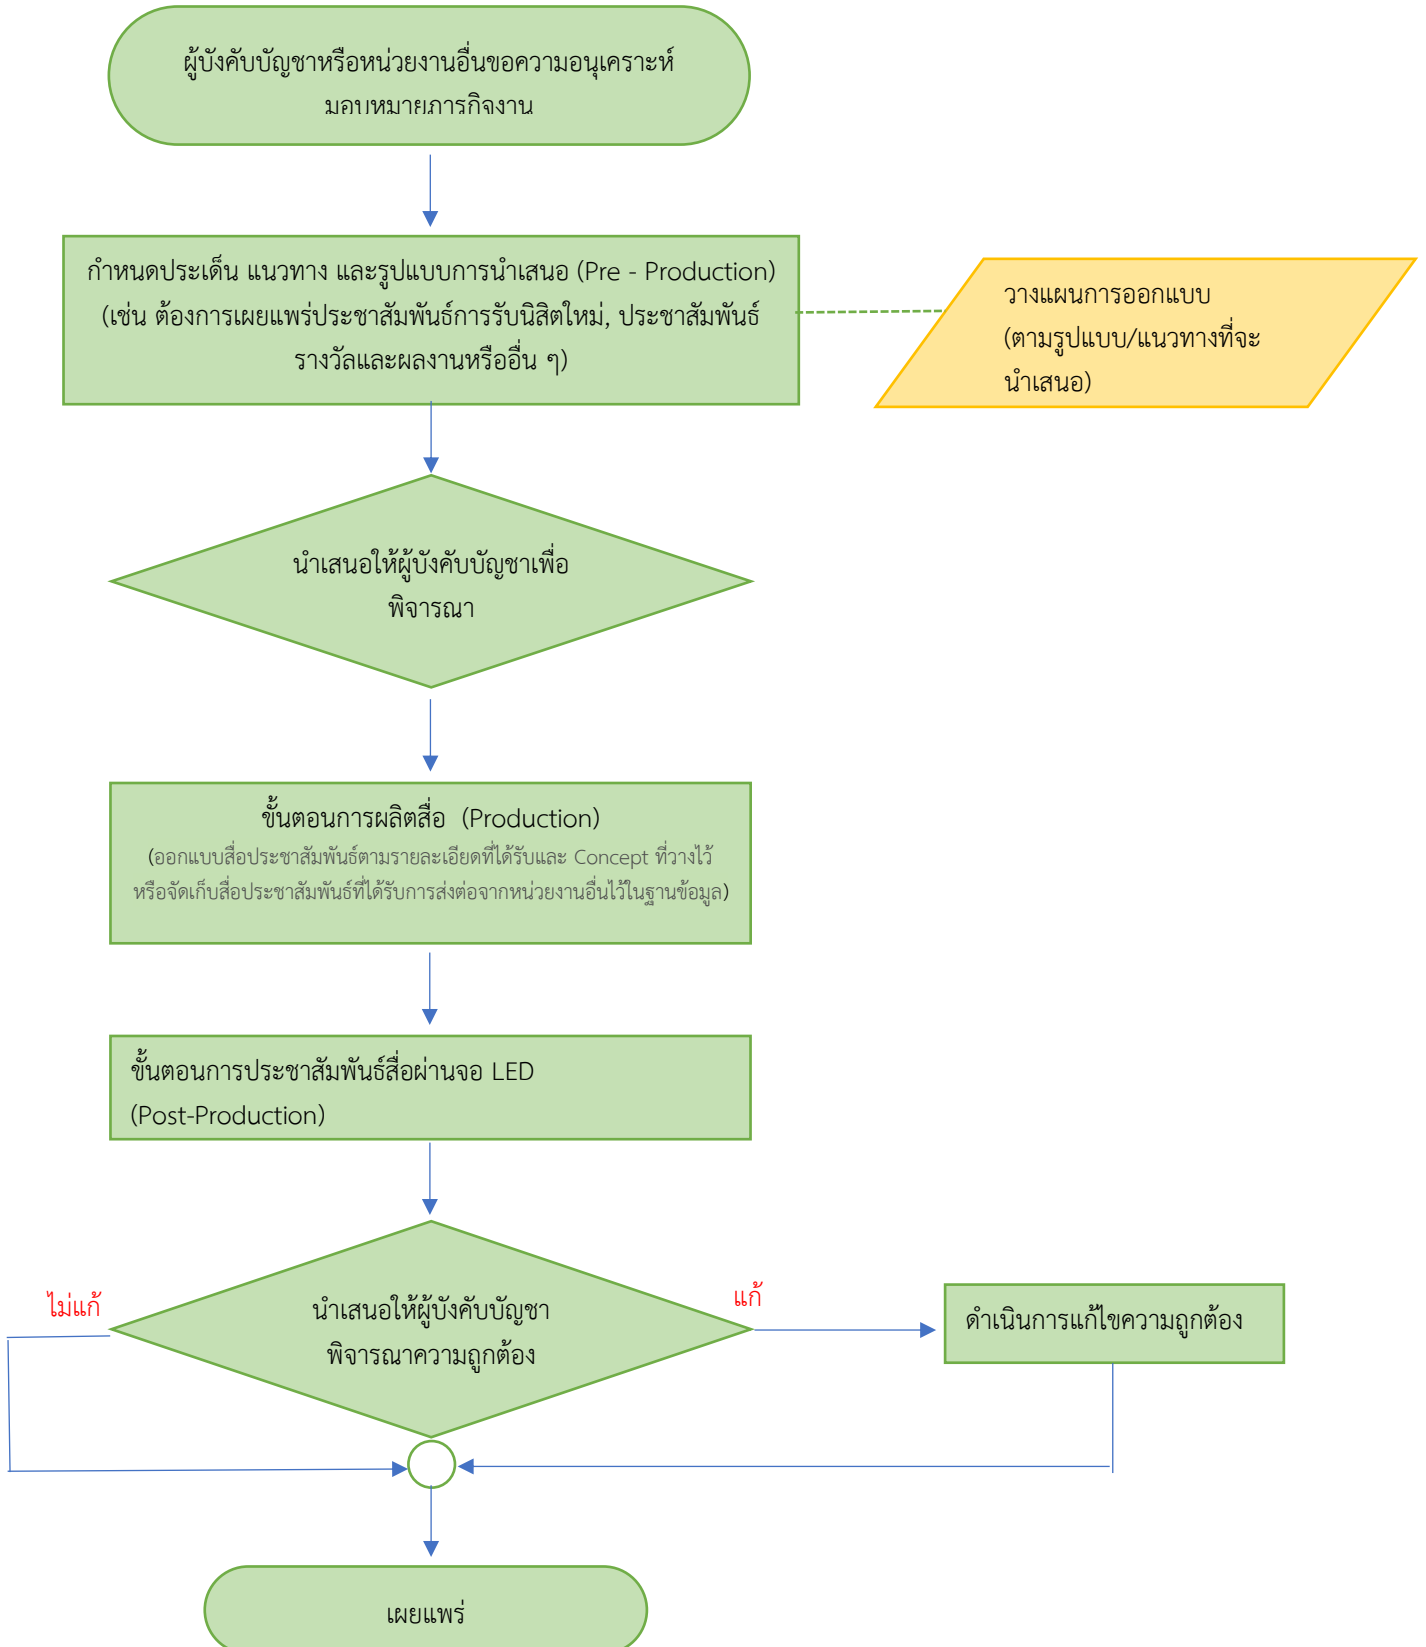 ผู้บังคับบัญชาหรือหน่วยงานอื่นขอความอนุเคราะห์
มอบหมายภารกิจงาน
กำหนดประเด็น แนวทาง และรูปแบบการนำเสนอ (Pre - Production)
(เช่น ต้องการเผยแพร่ประชาสัมพันธ์การรับนิสิตใหม่, ประชาสัมพันธ์
รางวัลและผลงานหรืออื่น ๆ)
วางแผนการออกแบบ
(ตามรูปแบบ/แนวทางที่จะ
นำเสนอ)
นำเสนอให้ผู้บังคับบัญชาเพื่อ
พิจารณา
ขั้นตอนการผลิตสื่อ (Production)
(ออกแบบสื่อประชาสัมพันธ์ตามรายละเอียดที่ได้รับและ Concept ที่วางไว้
หรือจัดเก็บสื่อประชาสัมพันธ์ที่ได้รับการส่งต่อจากหน่วยงานอื่นไว้ในฐานข้อมูล)
ขั้นตอนการประชาสัมพันธ์สื่อผ่านจอ LED
(Post-Production)
ไม่แก้
นำเสนอให้ผู้บังคับบัญชา
พิจารณาความถูกต้อง
แก้
ดำเนินการแก้ไขความถูกต้อง
เผยแพร่